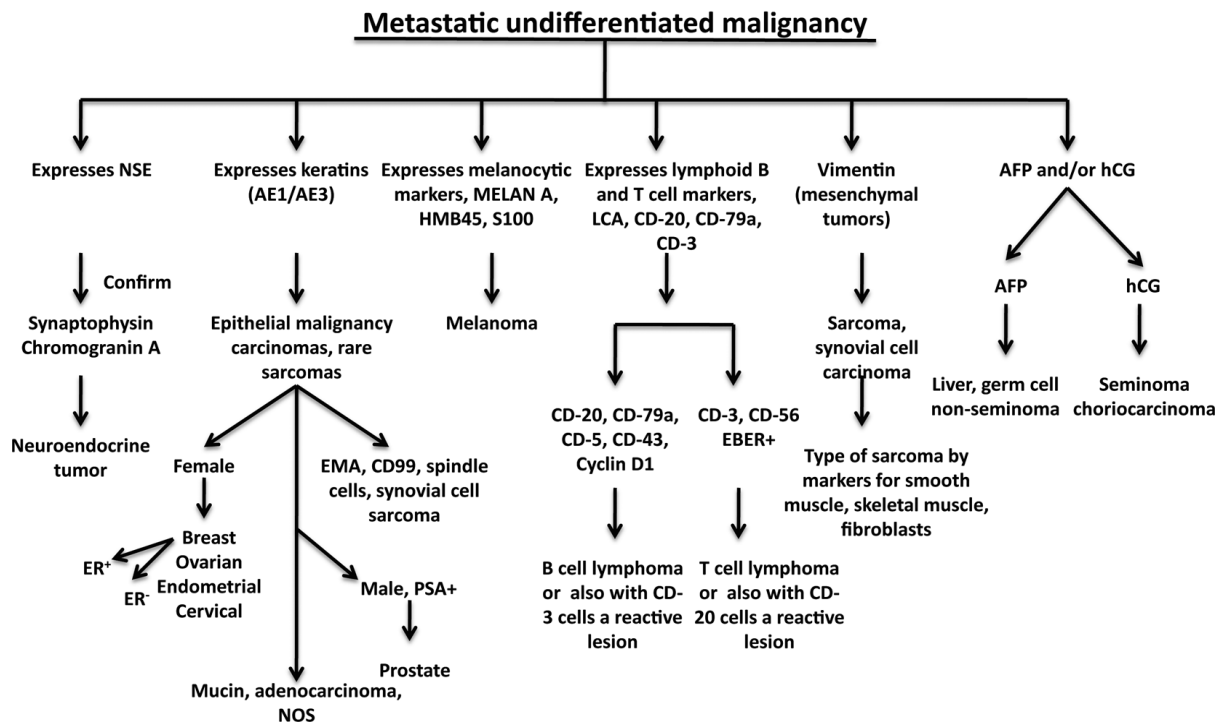 Metastatic undifferentiated malignancy
Expresses NSE
Expresses keratins
(AE1/AE3)
Expresses melanocytic
markers, MELAN A,
HMB45, S100
Expresses lymphoid B
and T cell markers,
LCA, CD-20, CD-79a,
CD-3
Vimentin
(mesenchymal
tumors)
AFP and/or hCG
Confirm
Synaptophysin
Chromogranin A
Neuroendocrine
tumor
Epithelial malignancy
carcinomas, rare
sarcomas
Female
Breast
Ovarian
Endometrial
Cervical
ER⁺
ER⁻
EMA, CD99, spindle
cells, synovial cell
sarcoma
Male, PSA+
Prostate
Mucin, adenocarcinoma,
NOS
Melanoma
CD-20, CD-79a,
CD-5, CD-43,
Cyclin D1
B cell lymphoma
or also with CD-
3 cells a reactive
lesion
CD-3, CD-56
EBER+
T cell lymphoma
or also with CD-
20 cells a reactive
lesion
Sarcoma,
synovial cell
carcinoma
Type of sarcoma by
markers for smooth
muscle, skeletal muscle,
fibroblasts
AFP
Liver, germ cell
non-seminoma
hCG
Seminoma
choriocarcinoma